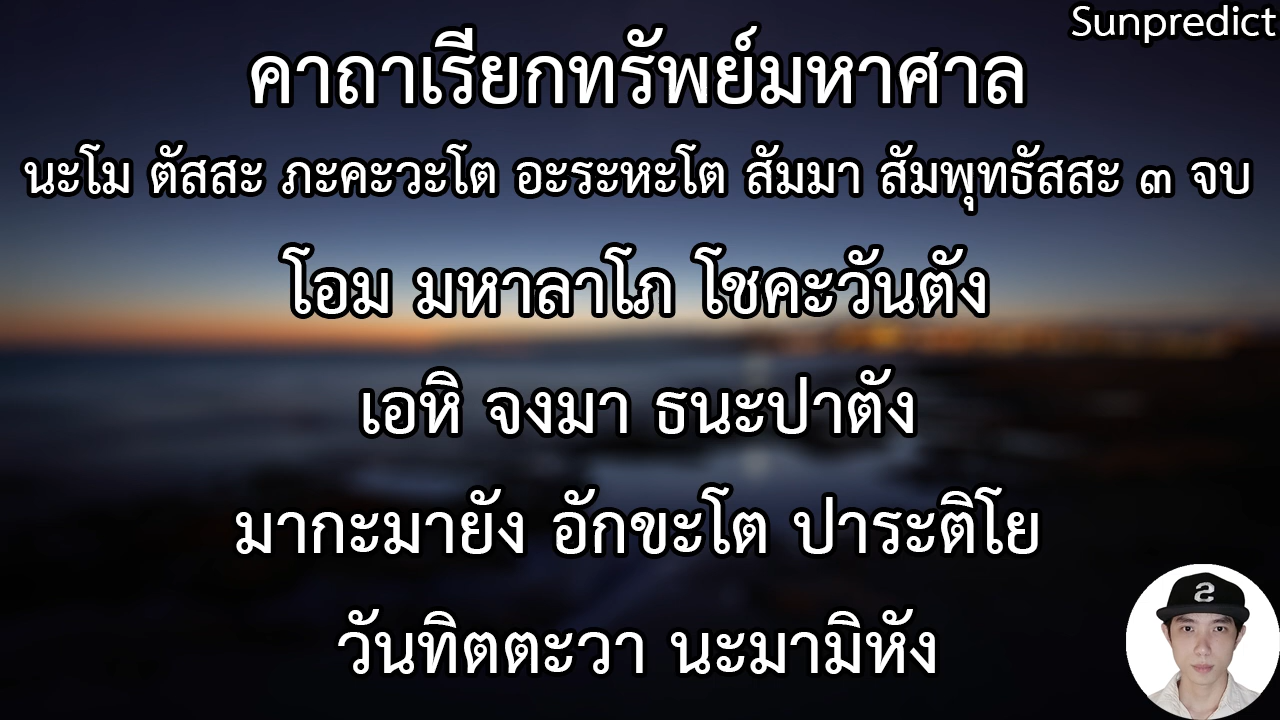 Sunpredict
คาถาเรียกทรัพย์มหาศาล
นะโม ตัสสะ ภะคะวะโต อะระหะโต สัมมา สัมพุทธัสสะ ๓ จบ
โอม มหาลาโภ โชคะวันตัง
เอหิ จงมา ธนะปาตัง
มากะมายัง อักขะโต ปาระติโย
วันทิตตะวา นะมามิหัง